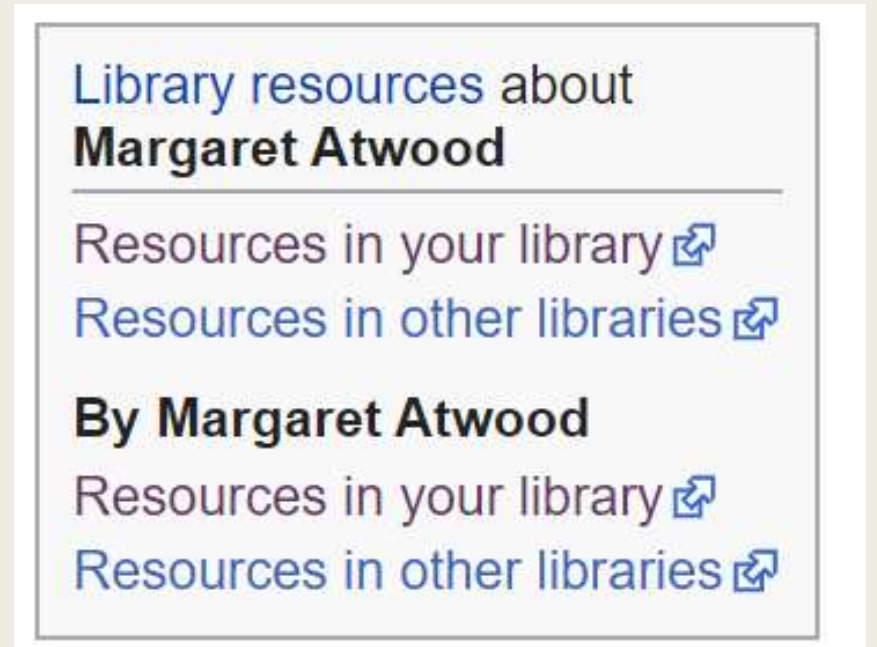 Library resources about
Margaret Atwood
Resources in your library
Resources in other libraries
By Margaret Atwood
Resources in your library
Resources in other libraries